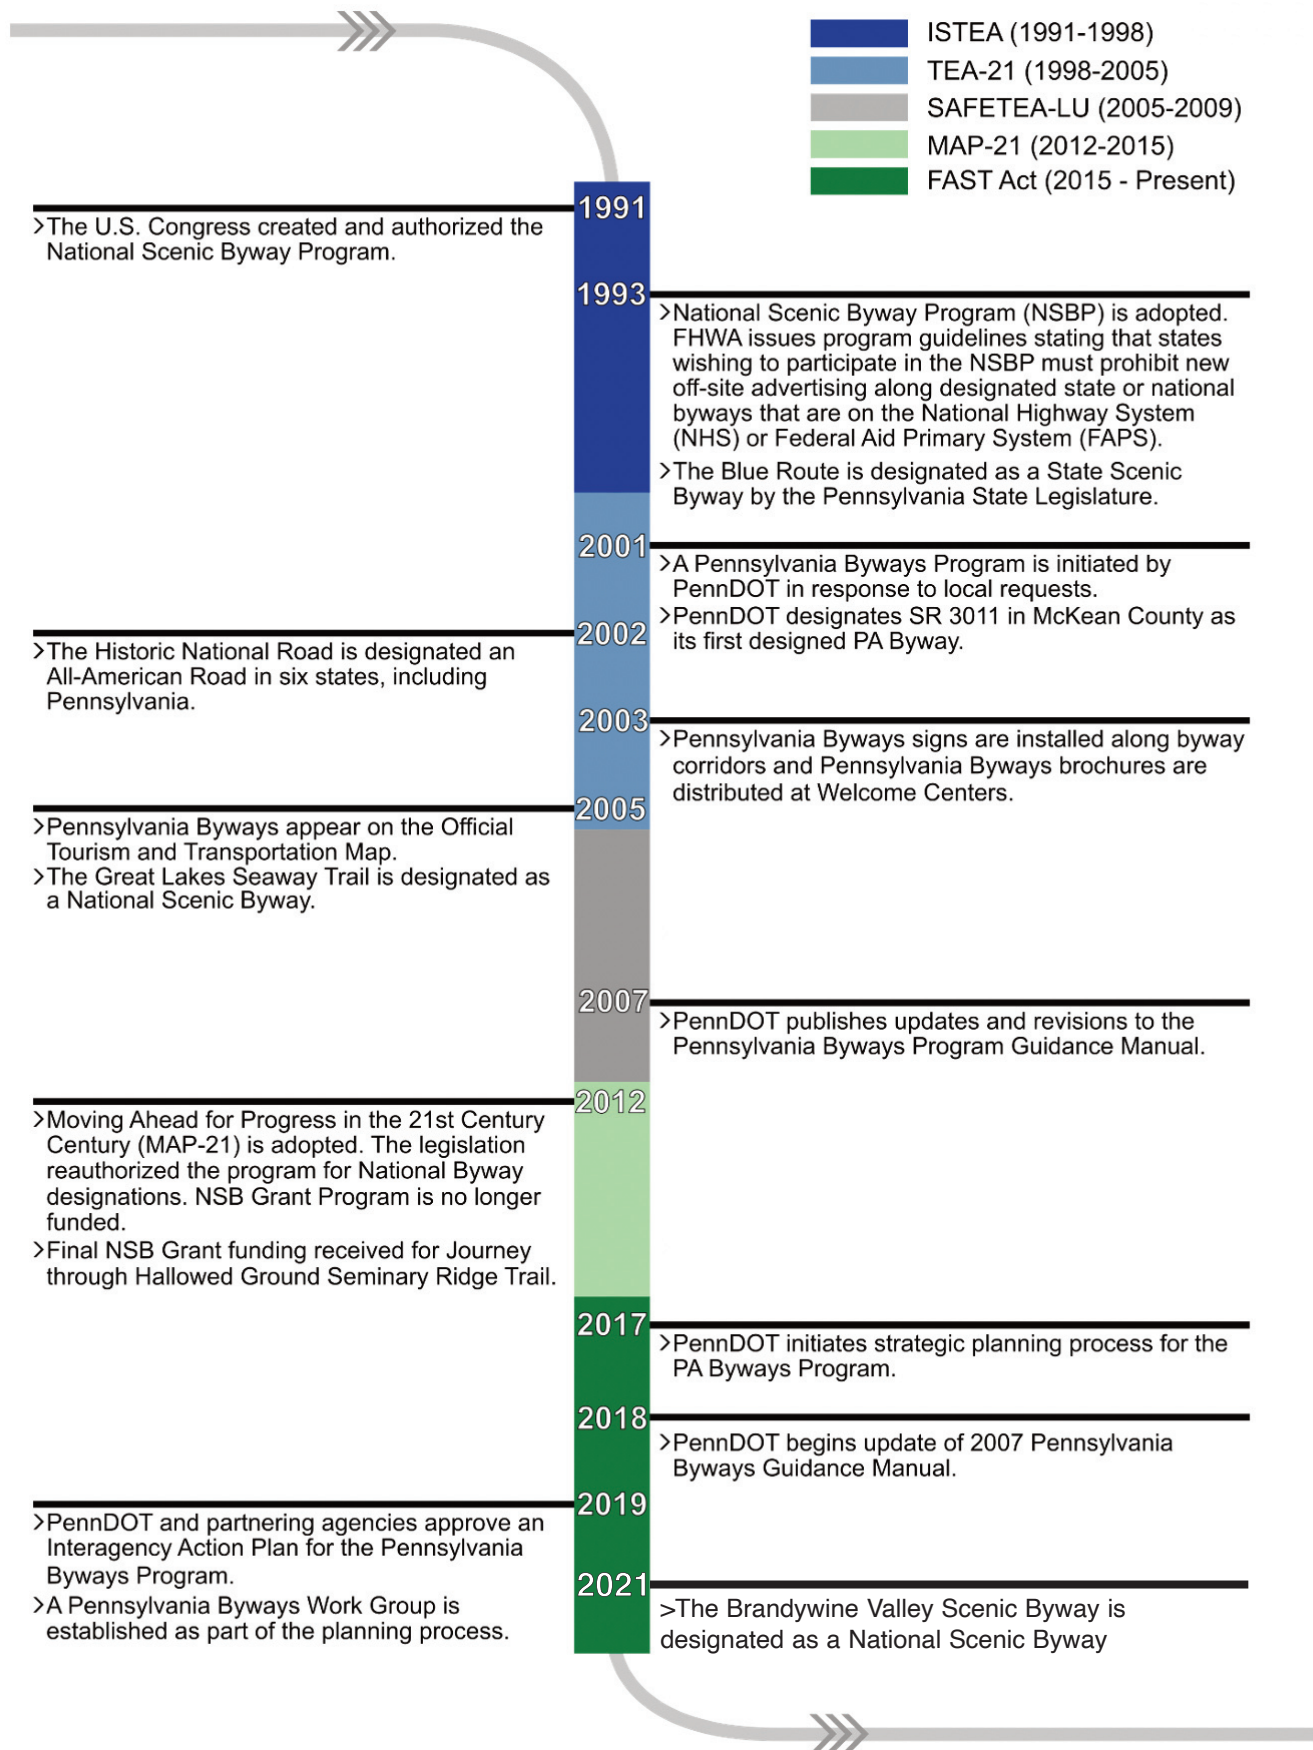 ISTEA (1991-1998)
TEA-21 (1998-2005)
SAFETEA-LU (2005-2009)
MAP-21 (2012-2015)
FAST Act (2015 - Present)
1991
>The U.S. Congress created and authorized the
National Scenic Byway Program.
1993
>National Scenic Byway Program (NSBP) is adopted.
FHWA issues program guidelines stating that states
wishing to participate in the NSBP must prohibit new
off-site advertising along designated state or national
byways that are on the National Highway System
(NHS) or Federal Aid Primary System (FAPS).
>The Blue Route is designated as a State Scenic
Byway by the Pennsylvania State Legislature.
2001
>A Pennsylvania Byways Program is initiated by
PennDOT in response to local requests.
>PennDOT designates SR 3011 in McKean County as
its first designed PA Byway.
2002
>The Historic National Road is designated an
All-American Road in six states, including
Pennsylvania.
2003
>Pennsylvania Byways signs are installed along byway
corridors and Pennsylvania Byways brochures are
distributed at Welcome Centers.
2005
>Pennsylvania Byways appear on the Official
Tourism and Transportation Map.
>The Great Lakes Seaway Trail is designated as
a National Scenic Byway.
2007
>PennDOT publishes updates and revisions to the
Pennsylvania Byways Program Guidance Manual.
2012
>Moving Ahead for Progress in the 21st Century
Century (MAP-21) is adopted. The legislation
reauthorized the program for National Byway
designations. NSB Grant Program is no longer
funded.
>Final NSB Grant funding received for Journey
through Hallowed Ground Seminary Ridge Trail.
2017
>PennDOT initiates strategic planning process for the
PA Byways Program.
2018
>PennDOT begins update of 2007 Pennsylvania
Byways Guidance Manual.
2019
>PennDOT and partnering agencies approve an
Interagency Action Plan for the Pennsylvania
Byways Program.
>A Pennsylvania Byways Work Group is
established as part of the planning process.
2021
>The Brandywine Valley Scenic Byway is
designated as a National Scenic Byway